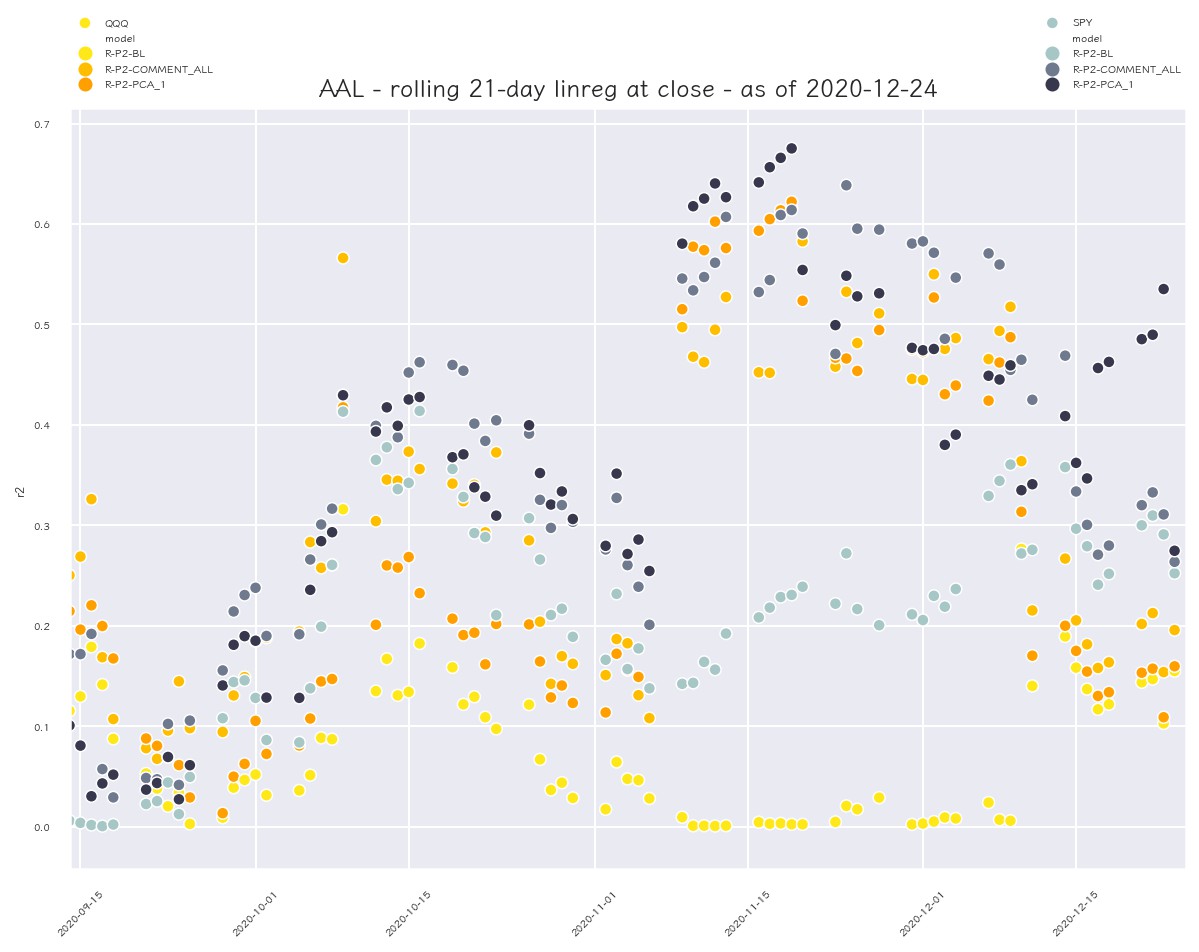 QQQ
model
R-P2-BL
R-P2-COMMENT_ALL
R-P2-PCA_1
SPY
model
R-P2-BL
R-P2-COMMENT_ALL
R-P2-PCA_1
AAL - rolling 21-day linreg at close - as of 2020-12-24
0.7
0.6
0.5
0.4
0.3
0.2
0.1
0.0
r2
2020-09-15
2020-10-01
2020-10-15
2020-11-01
2020-11-15
2020-12-01
2020-12-15